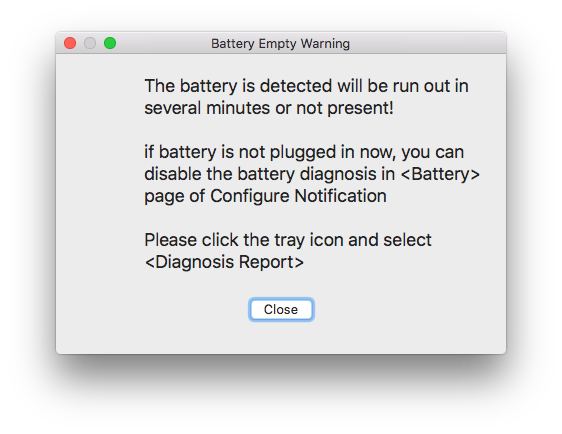 Battery Empty Warning
The battery is detected will be run out in
several minutes or not present!
if battery is not plugged in now, you can
disable the battery diagnosis in <Battery>
page of Configure Notification
Please click the tray icon and select
<Diagnosis Report>
Close